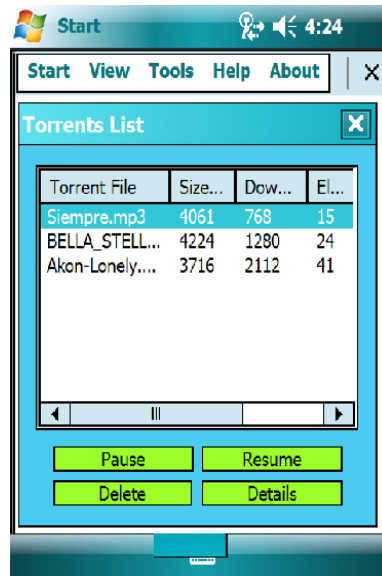 Start 4:24
Start View Tools Help About X
Torrents List X
Torrent File Size... Dow... El...
Siempre.mp3 4061 768 15
BELLA_STELL... 4224 1280 24
Akon-Lonely.... 3716 2112 41
Pause Resume
Delete Details